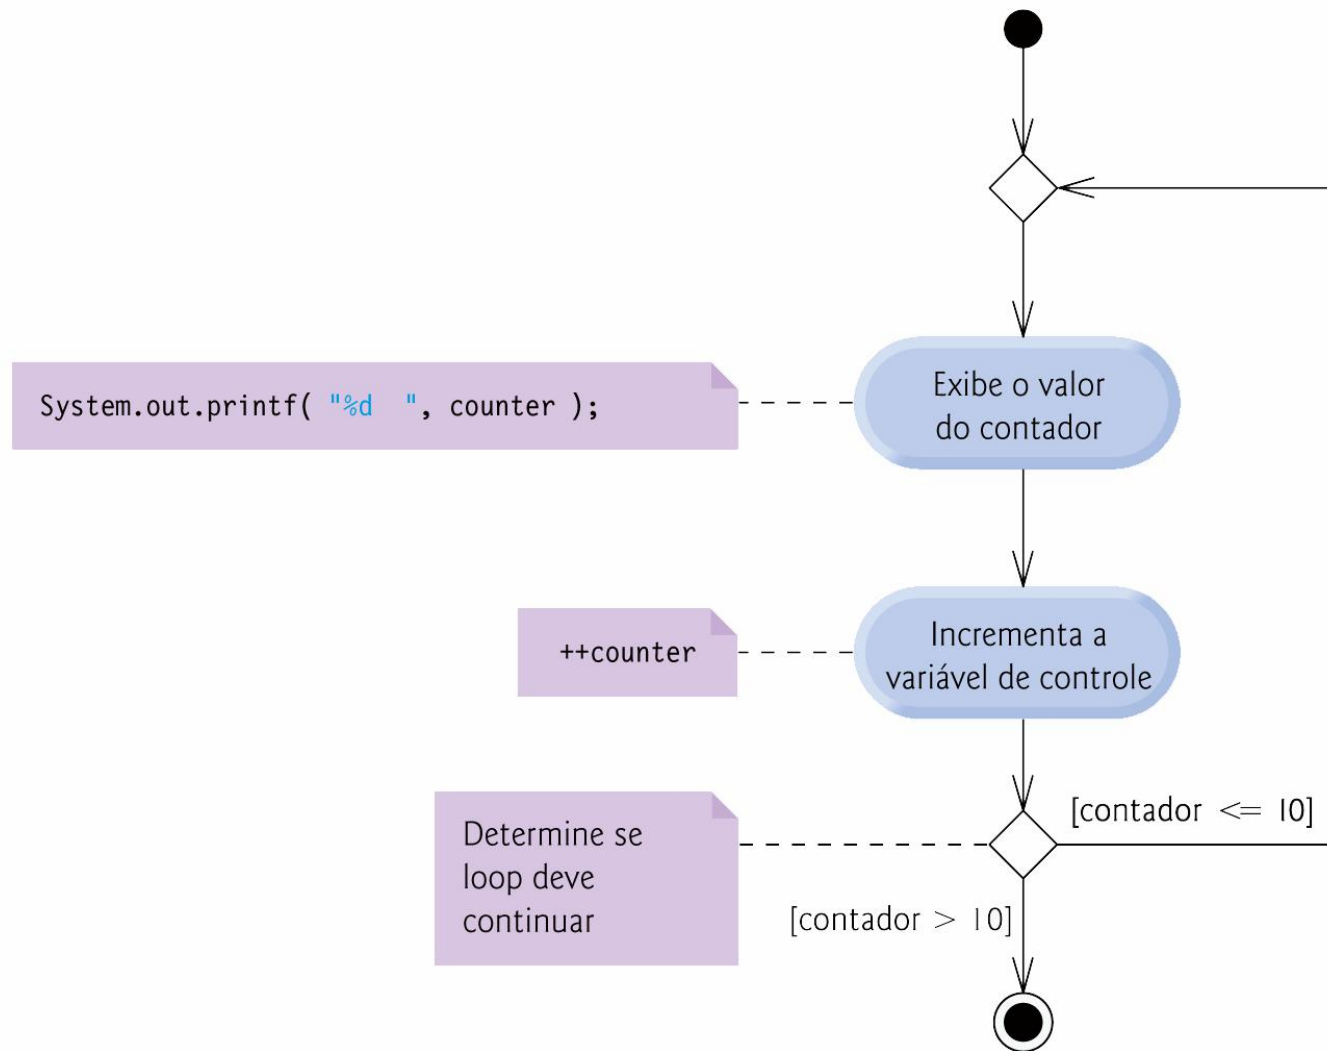 System.out.printf( "%d  ", counter );
Exibe o valor
do contador
++counter
Incrementa a
variável de controle
Determine se
loop deve
continuar
[contador <= 10]
[contador > 10]